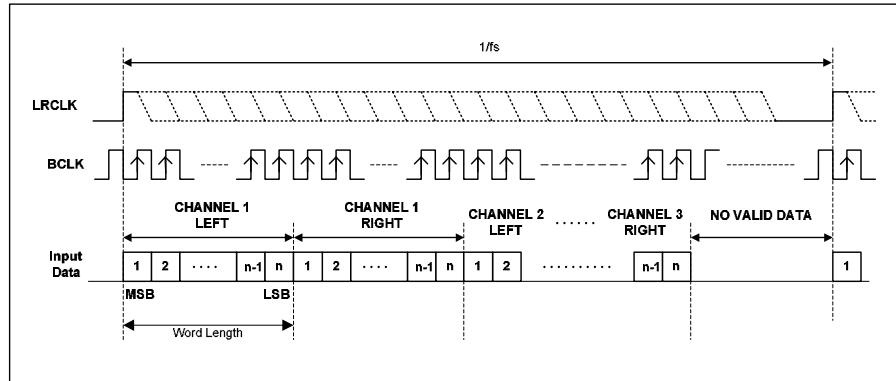 1/fs
LRCLK
BCLK
CHANNEL 1
LEFT
CHANNEL 1
RIGHT
CHANNEL 2
LEFT
......
CHANNEL 3
RIGHT
NO VALID DATA
Input
Data
1 2 .... n-1 n 1 2 .... n-1 n 1 2 .......... n-1 n 1
MSB LSB
Word Length